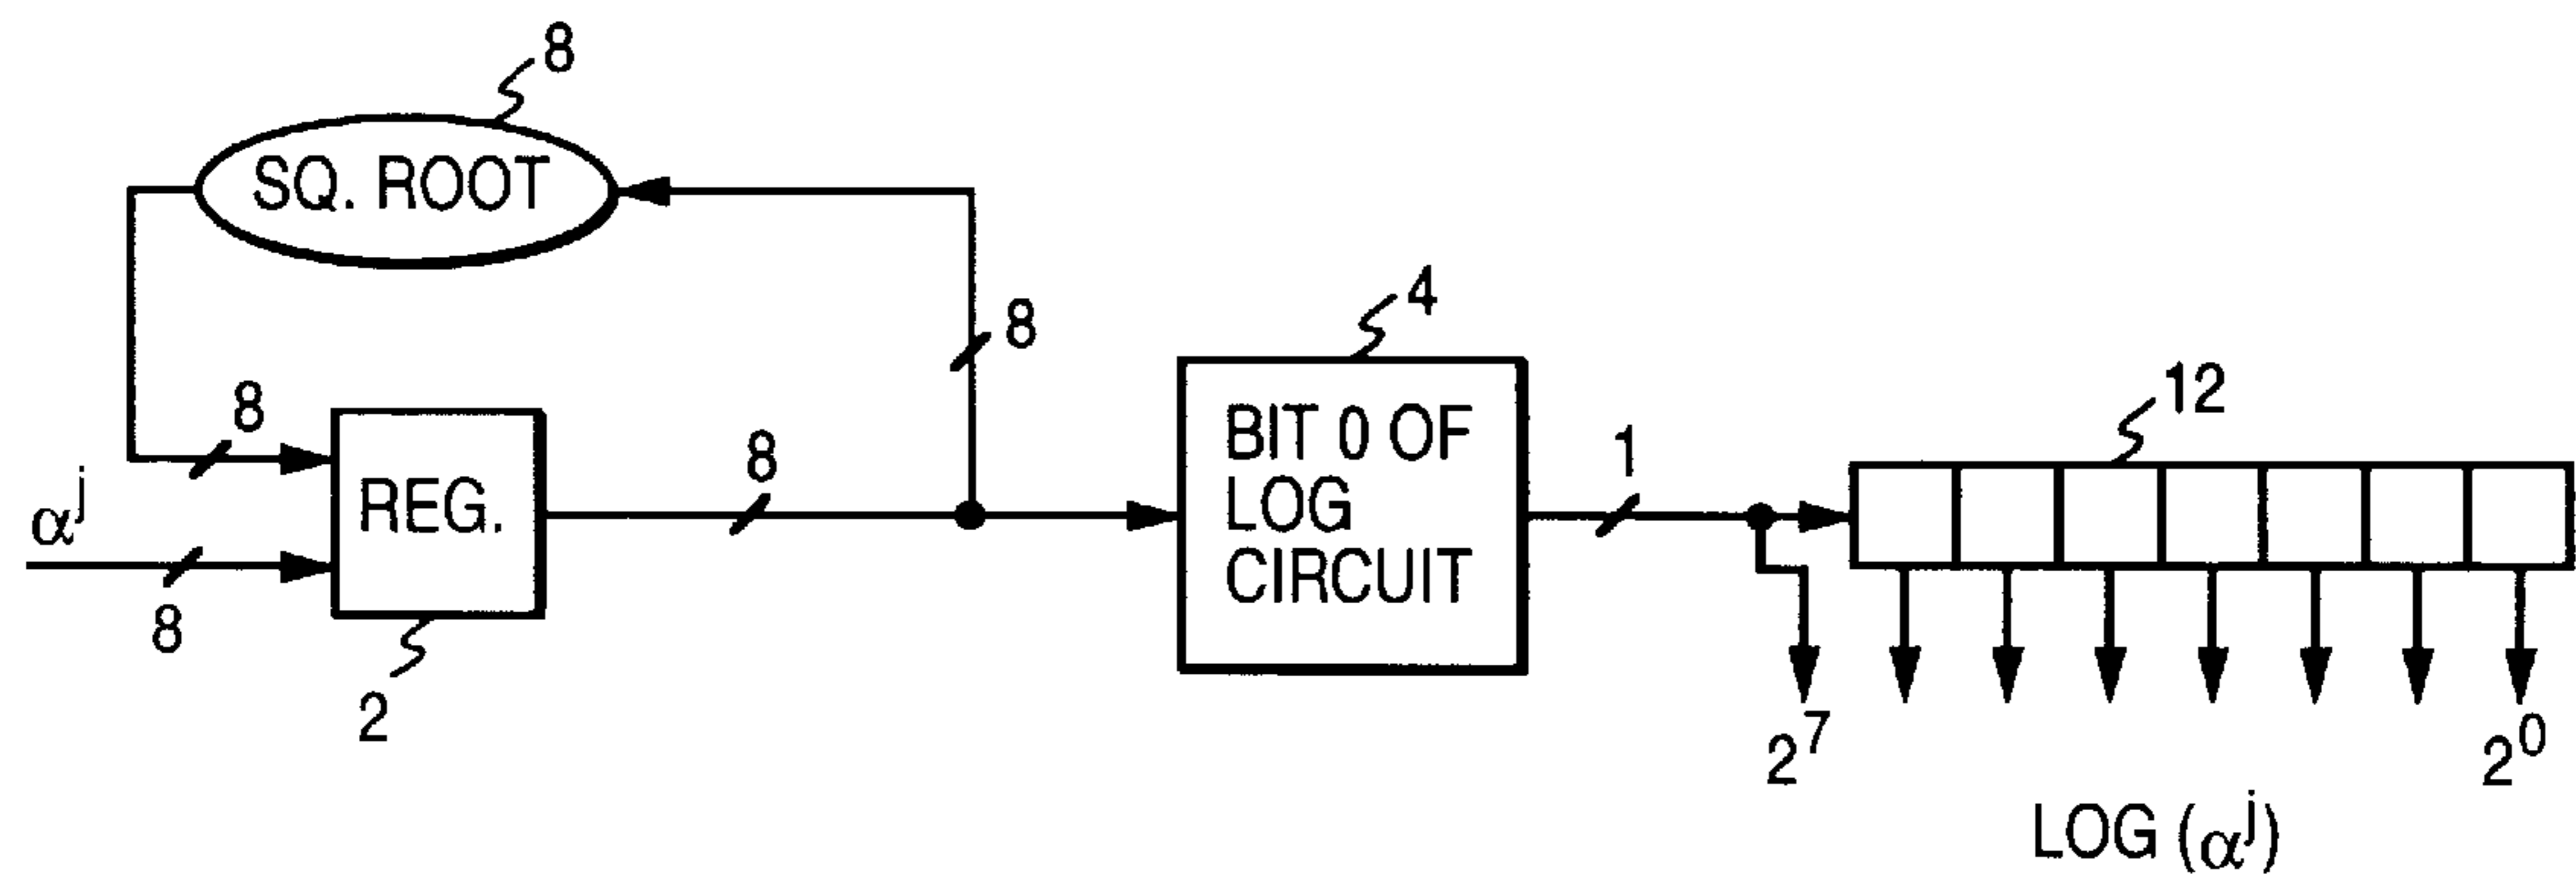 8
SQ. ROOT
8
4
8
12
BIT 0 OF
LOG
CIRCUIT
8
1
α^j
REG.
8
2
2^7
2^0
LOG (α^j)